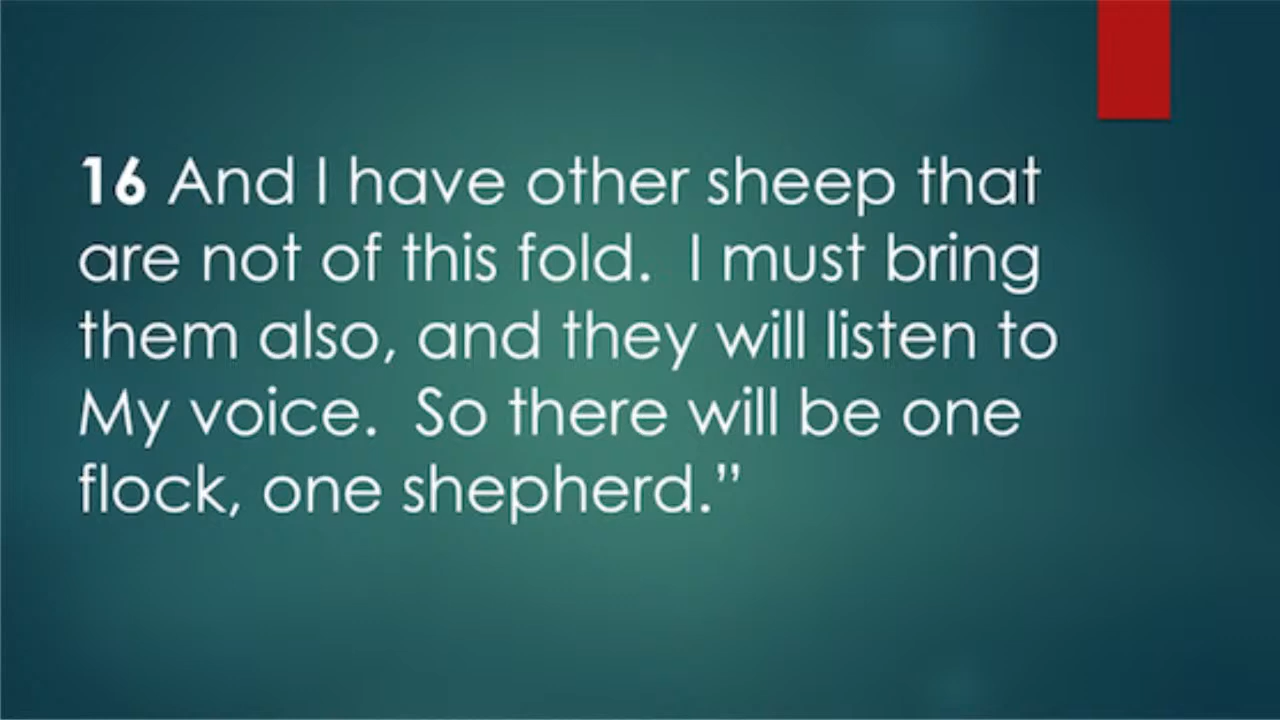 16 And I have other sheep that
are not of this fold.  I must bring
them also, and they will listen to
My voice.  So there will be one
flock, one shepherd.”